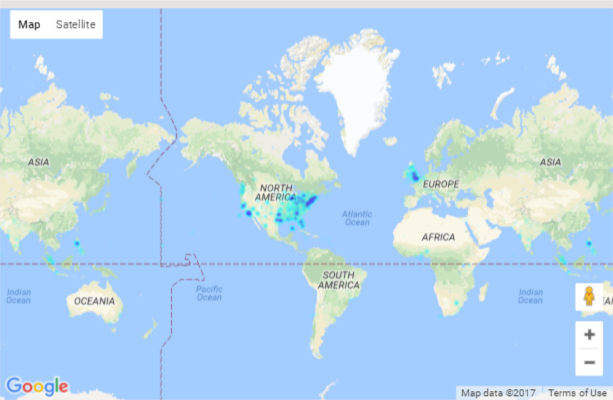 Map Satellite
ASIA
NORTH
AMERICA
EUROPE
ASIA
Atlantic
Ocean
AFRICA
SOUTH
AMERICA
Indian
Ocean
OCEANIA
Pacific
Ocean
Indian
Ocean
Google
Map data ©2017 Terms of Use